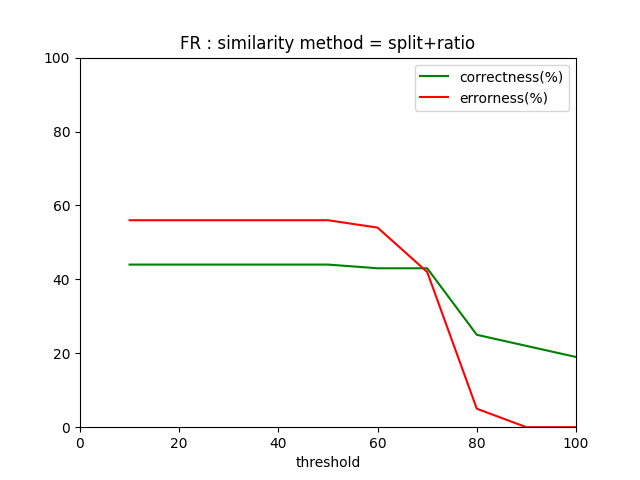 FR : similarity method = split+ratio
correctness(%)
errorness(%)
100
80
60
40
20
0
0 20 40 60 80 100
threshold